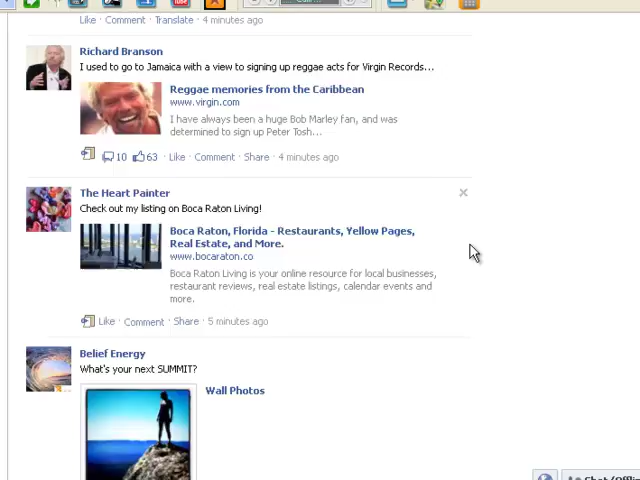 Like · Comment · Translate · 4 minutes ago
Richard Branson
I used to go to Jamaica with a view to signing up reggae acts for Virgin Records...
Reggae memories from the Caribbean
www.virgin.com
I have always been a huge Bob Marley fan, and was
determined to sign up Peter Tosh...
10 63 · Like · Comment · Share · 4 minutes ago
The Heart Painter
Check out my listing on Boca Raton Living!
Boca Raton, Florida - Restaurants, Yellow Pages,
Real Estate, and More.
www.bocaraton.co
Boca Raton Living is your online resource for local businesses,
restaurant reviews, real estate listings, calendar events and
more.
Like · Comment · Share · 5 minutes ago
Belief Energy
What's your next SUMMIT?
Wall Photos